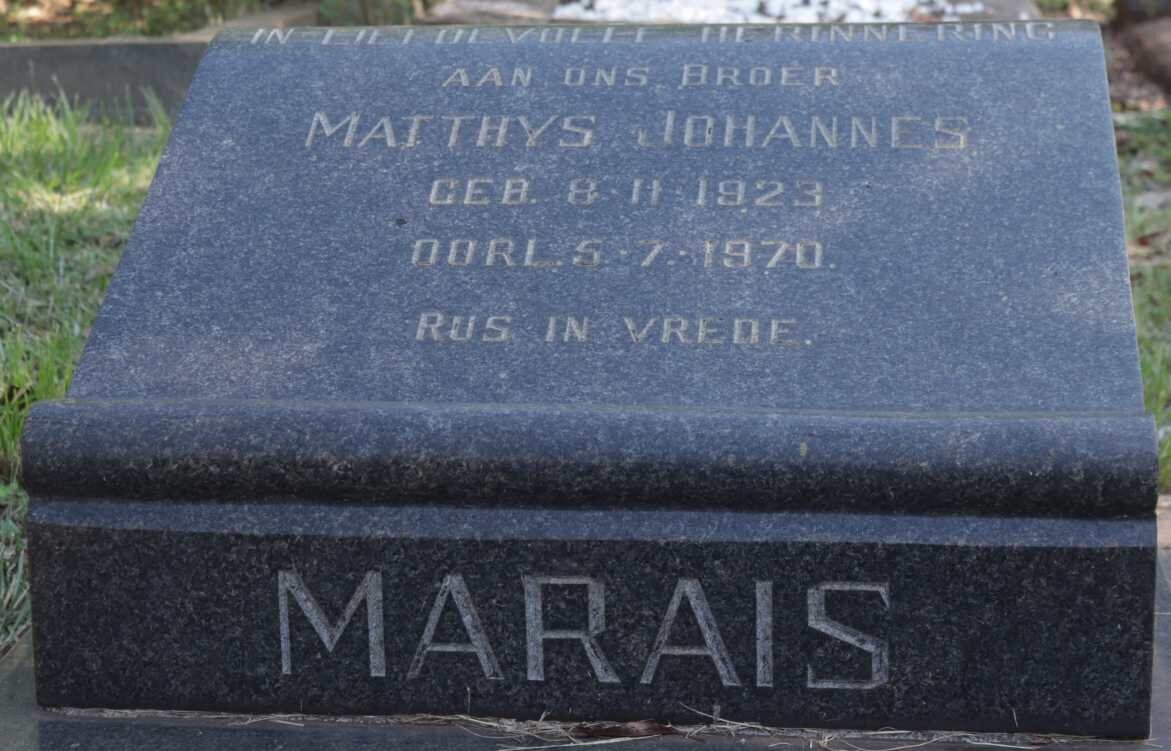 IN LIEFDEVOLLE HERINNERING
AAN ONS BROER
MATTHYS JOHANNES
GEB. 8·11·1923
OORL. 5·7·1970.
RUS IN VREDE.
MARAIS